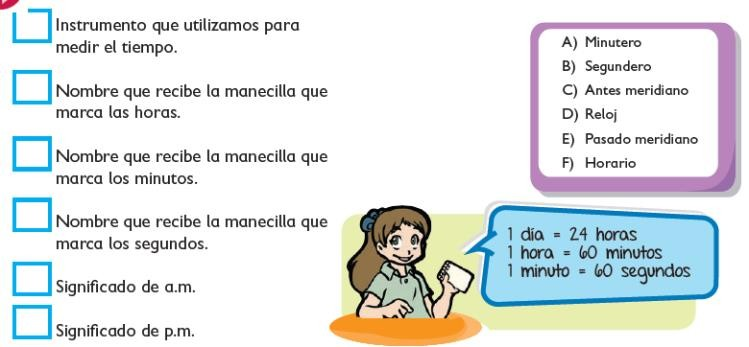 Instrumento que utilizamos para
medir el tiempo.
Nombre que recibe la manecilla que
marca las horas.
Nombre que recibe la manecilla que
marca los minutos.
Nombre que recibe la manecilla que
marca los segundos.
Significado de a.m.
Significado de p.m.
A) Minutero
B) Segundero
C) Antes meridiano
D) Reloj
E) Pasado meridiano
F) Horario
1 día = 24 horas
1 hora = 60 minutos
1 minuto = 60 segundos